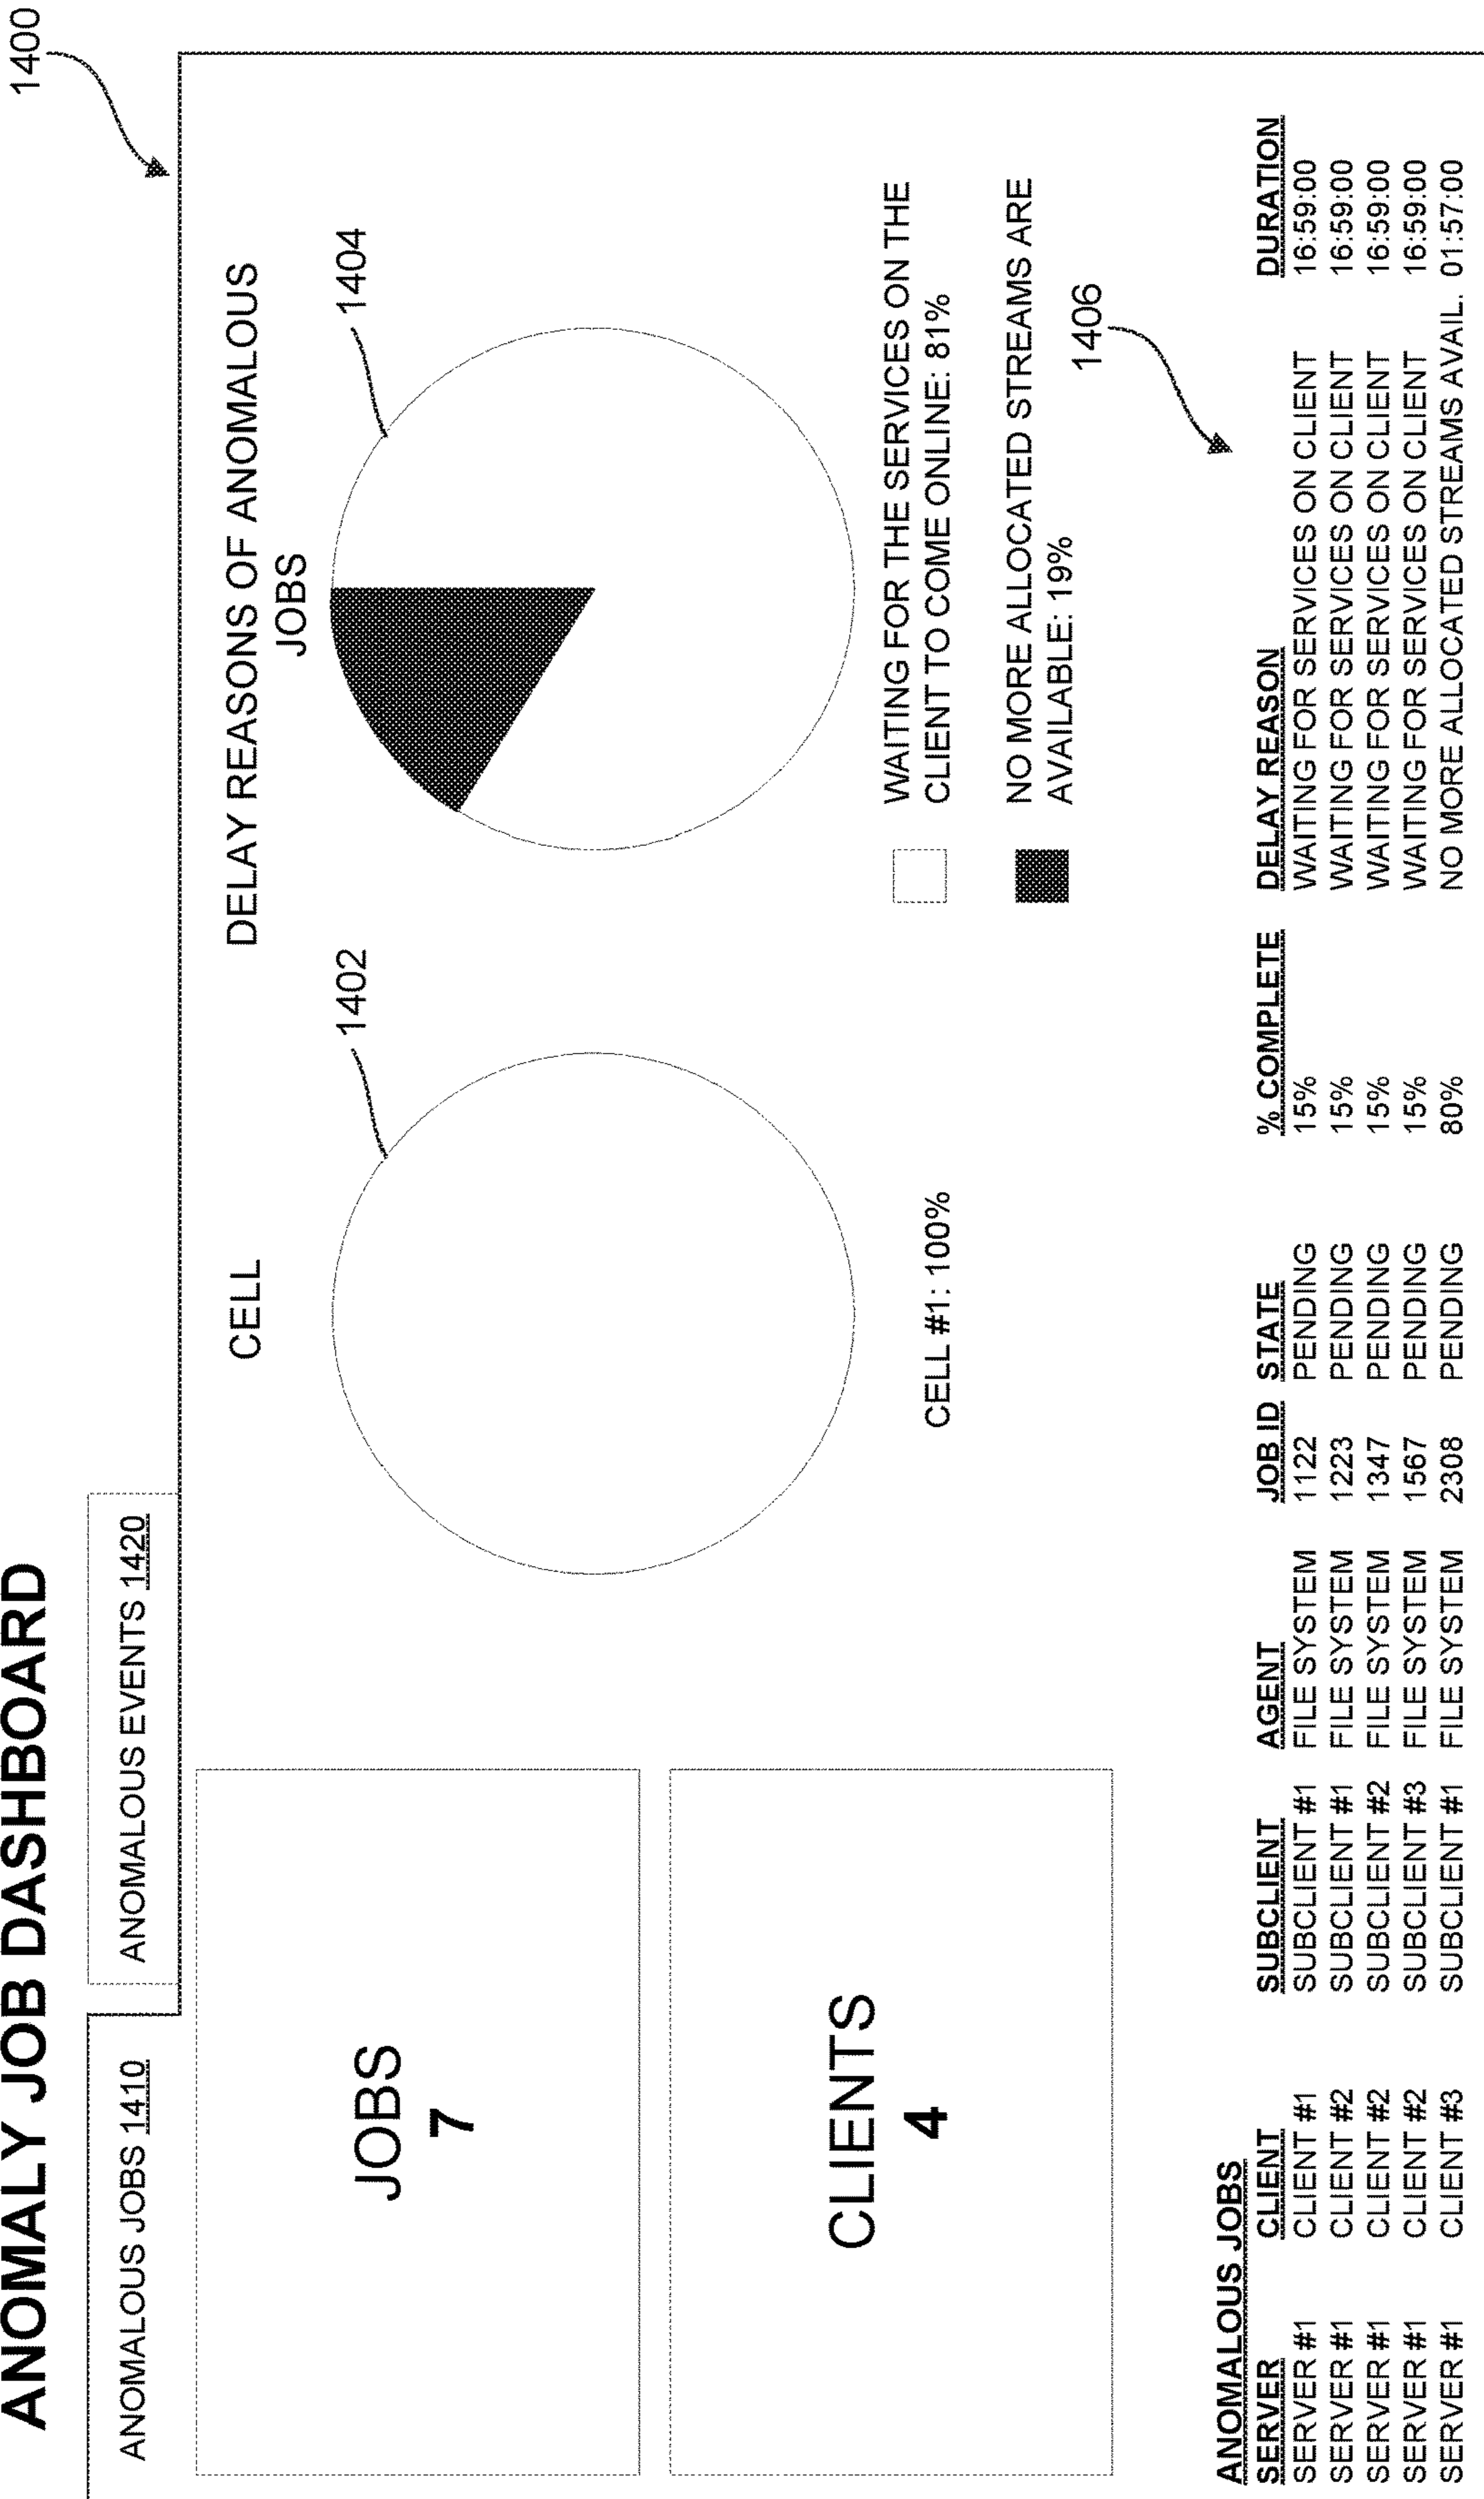 ANOMALY JOB DASHBOARD
1400
ANOMALOUS JOBS 1410
ANOMALOUS EVENTS 1420
JOBS
7
CLIENTS
4
CELL
1402
CELL #1: 100%
DELAY REASONS OF ANOMALOUS
JOBS
1404
WAITING FOR THE SERVICES ON THE
CLIENT TO COME ONLINE: 81%
NO MORE ALLOCATED STREAMS ARE
AVAILABLE: 19%
1406
ANOMALOUS JOBS
SERVER CLIENT SUBCLIENT AGENT JOB ID STATE % COMPLETE DELAY REASON DURATION
SERVER #1 CLIENT #1 SUBCLIENT #1 FILE SYSTEM 1122 PENDING 15% WAITING FOR SERVICES ON CLIENT 16:59:00
SERVER #1 CLIENT #2 SUBCLIENT #1 FILE SYSTEM 1223 PENDING 15% WAITING FOR SERVICES ON CLIENT 16:59:00
SERVER #1 CLIENT #2 SUBCLIENT #2 FILE SYSTEM 1347 PENDING 15% WAITING FOR SERVICES ON CLIENT 16:59:00
SERVER #1 CLIENT #2 SUBCLIENT #3 FILE SYSTEM 1567 PENDING 15% WAITING FOR SERVICES ON CLIENT 16:59:00
SERVER #1 CLIENT #3 SUBCLIENT #1 FILE SYSTEM 2308 PENDING 80% NO MORE ALLOCATED STREAMS AVAIL. 01:57:00